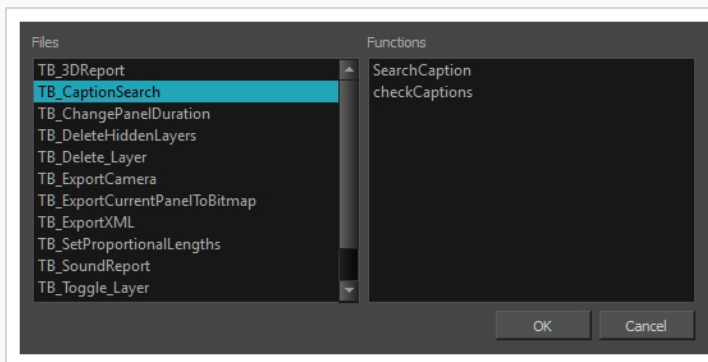 Files
TB_3DReport
TB_CaptionSearch
TB_ChangePanelDuration
TB_DeleteHiddenLayers
TB_Delete_Layer
TB_ExportCamera
TB_ExportCurrentPanelToBitmap
TB_ExportXML
TB_SetProportionalLengths
TB_SoundReport
TB_Toggle_Layer
Functions
SearchCaption
checkCaptions
OK
Cancel